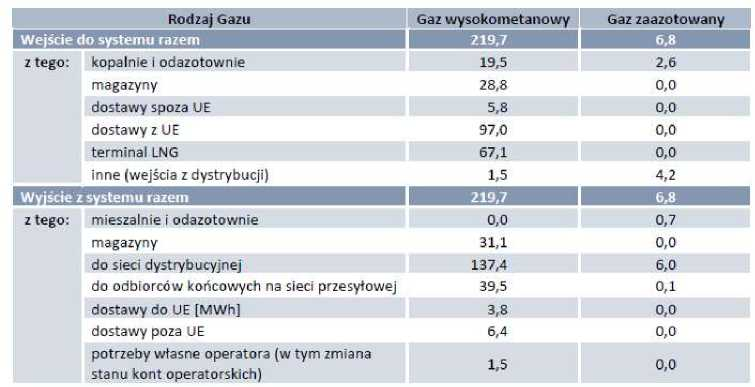 Rodzaj Gazu Gaz wysokometanowy Gaz zaazotowany
Wejście do systemu razem 219,7 6,8
z tego: kopalnie i odazotownie 19,5 2,6
magazyny 28,8 0,0
dostawy spoza UE 5,8 0,0
dostawy z UE 97,0 0,0
terminal LNG 67,1 0,0
inne (wejścia z dystrybucji) 1,5 4,2
Wyjście z systemu razem 219,7 6,8
z tego: mieszalnie i odazotownie 0,0 0,7
magazyny 31,1 0,0
do sieci dystrybucyjnej 137,4 6,0
do odbiorców końcowych na sieci przesyłowej 39,5 0,1
dostawy do UE [MWh] 3,8 0,0
dostawy poza UE 6,4 0,0
potrzeby własne operatora (w tym zmiana
stanu kont operatorskich) 1,5 0,0